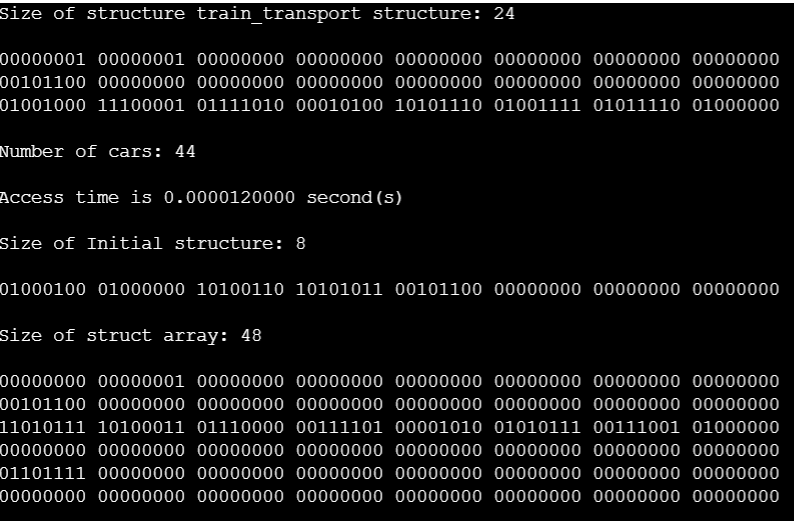 Size of structure train_transport structure: 24
00000001 00000001 00000000 00000000 00000000 00000000 00000000 00000000
00101100 00000000 00000000 00000000 00000000 00000000 00000000 00000000
01001000 11100001 01111010 00010100 10101110 01001111 01011110 01000000
Number of cars: 44
Access time is 0.0000120000 second(s)
Size of Initial structure: 8
01000100 01000000 10100110 10101011 00101100 00000000 00000000 00000000
Size of struct array: 48
00000000 00000001 00000000 00000000 00000000 00000000 00000000 00000000
00101100 00000000 00000000 00000000 00000000 00000000 00000000 00000000
11010111 10100011 01110000 00111101 00001010 01010111 00111001 01000000
00000000 00000000 00000000 00000000 00000000 00000000 00000000 00000000
01101111 00000000 00000000 00000000 00000000 00000000 00000000 00000000
00000000 00000000 00000000 00000000 00000000 00000000 00000000 00000000